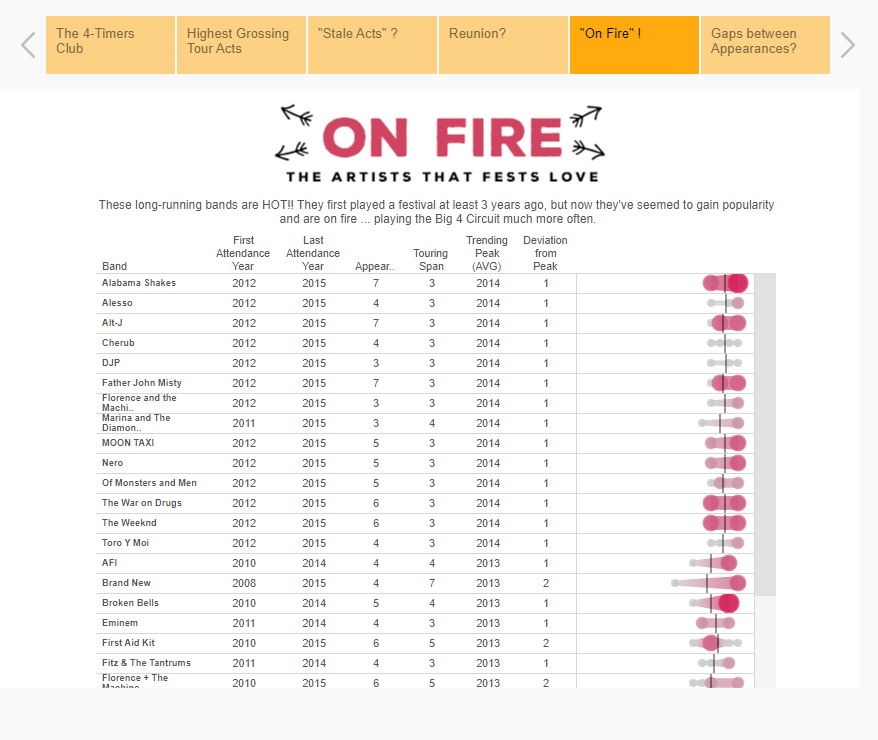 The 4-Timers
Club
Highest Grossing
Tour Acts
"Stale Acts" ?
Reunion?
"On Fire" !
Gaps between
Appearances?
ON FIRE
THE ARTISTS THAT FESTS LOVE
These long-running bands are HOT!! They first played a festival at least 3 years ago, but now they've seemed to gain popularity
and are on fire ... playing the Big 4 Circuit much more often.
Band First Attendance Year Last Attendance Year Appear.. Touring Span Trending Peak (AVG) Deviation from Peak
Alabama Shakes 2012 2015 7 3 2014 1
Alesso 2012 2015 4 3 2014 1
Alt-J 2012 2015 7 3 2014 1
Cherub 2012 2015 4 3 2014 1
DJP 2012 2015 3 3 2014 1
Father John Misty 2012 2015 7 3 2014 1
Florence and the
Machi.. 2012 2015 3 3 2014 1
Marina and The
Diamon.. 2011 2015 3 4 2014 1
MOON TAXI 2012 2015 5 3 2014 1
Nero 2012 2015 5 3 2014 1
Of Monsters and Men 2012 2015 5 3 2014 1
The War on Drugs 2012 2015 6 3 2014 1
The Weeknd 2012 2015 6 3 2014 1
Toro Y Moi 2012 2015 4 3 2014 1
AFI 2010 2014 4 4 2013 1
Brand New 2008 2015 4 7 2013 2
Broken Bells 2010 2014 5 4 2013 1
Eminem 2011 2014 4 3 2013 1
First Aid Kit 2010 2015 6 5 2013 2
Fitz & The Tantrums 2011 2014 4 3 2013 1
Florence + The
Machine 2010 2015 6 5 2013 2